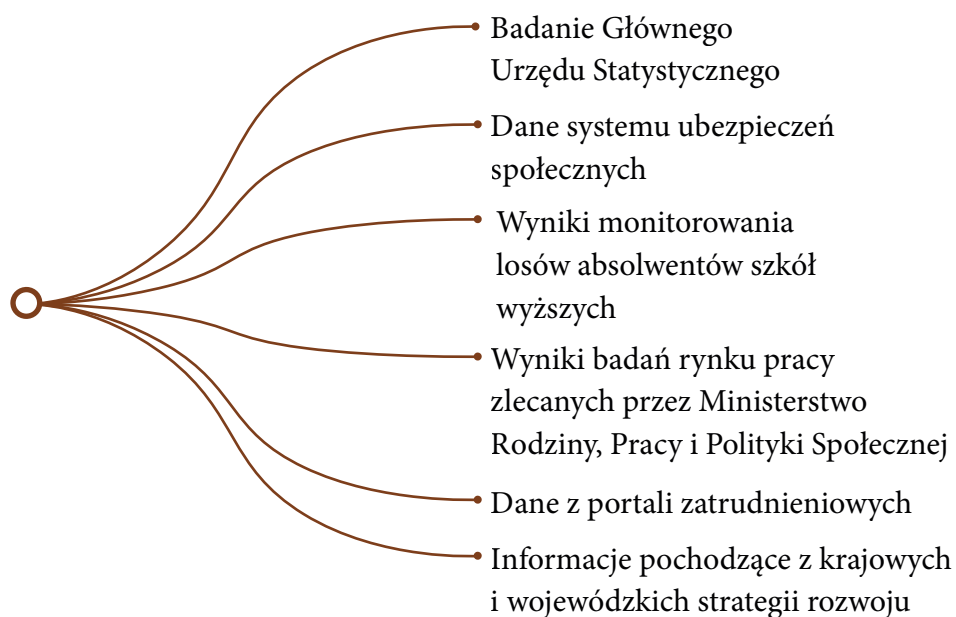 Badanie Głównego
Urzędu Statystycznego
Dane systemu ubezpieczeń
społecznych
Wyniki monitorowania
losów absolwentów szkół
wyższych
Wyniki badań rynku pracy
zlecanych przez Ministerstwo
Rodziny, Pracy i Polityki Społecznej
Dane z portali zatrudnieniowych
Informacje pochodzące z krajowych
i wojewódzkich strategii rozwoju